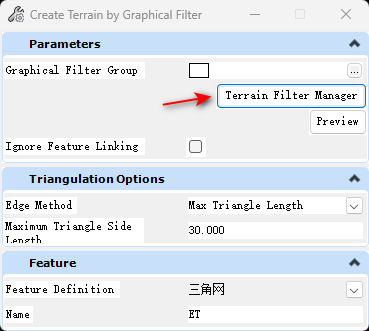 Create Terrain by Graphical Filter
Parameters
Graphical Filter Group
...
Terrain Filter Manager
Preview
Ignore Feature Linking
Triangulation Options
Edge Method Max Triangle Length
Maximum Triangle Side Length 30.000
Feature
Feature Definition 三角网
Name ET